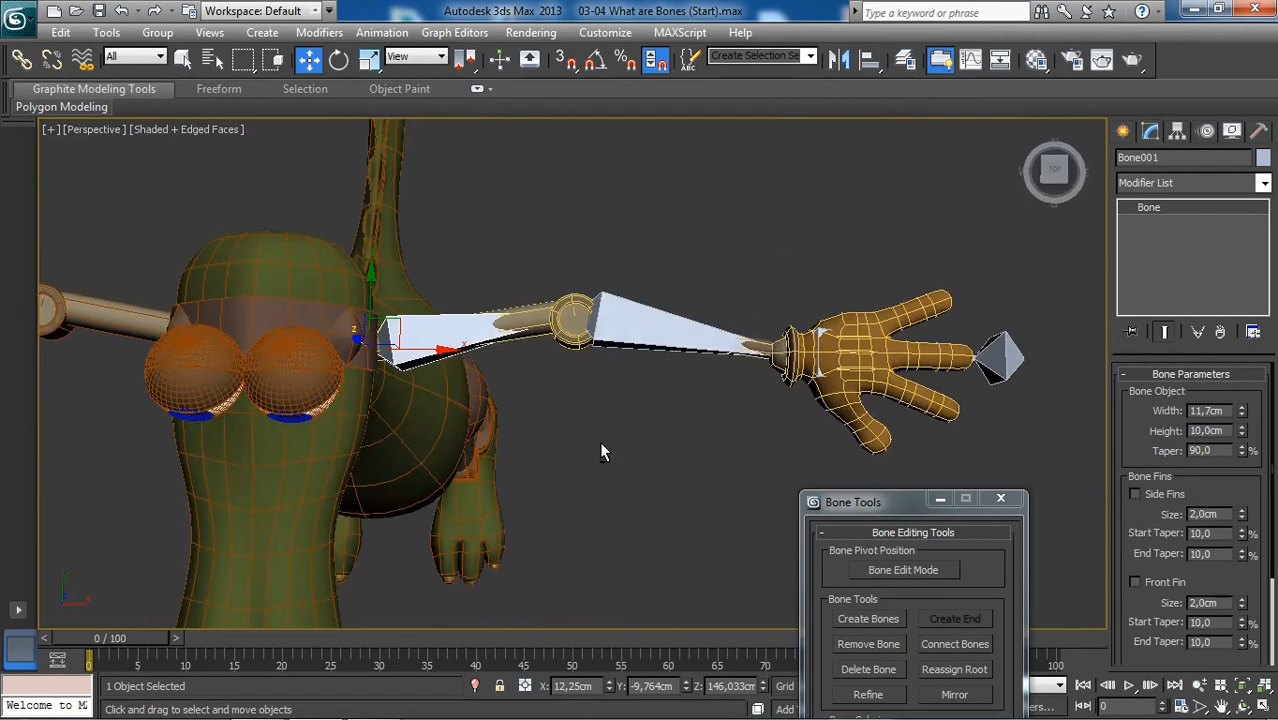 Workspace: Default
Autodesk 3ds Max 2013
03-04 What are Bones (Start).max
Type a keyword or phrase
Edit
Tools
Group
Views
Create
Modifiers
Animation
Graph Editors
Rendering
Customize
MAXScript
Help
All
View
3
Create Selection Se
Graphite Modeling Tools
Freeform
Selection
Object Paint
Polygon Modeling
[+] [Perspective] [Shaded + Edged Faces]
TOP
Bone001
Modifier List
Bone
z
x
Bone Parameters
Bone Object
Width: 11,7cm
Height: 10,0cm
Taper: 90,0 %
Bone Fins
Side Fins
Size: 2,0cm
Start Taper: 10,0 %
End Taper: 10,0 %
Front Fin
Size: 2,0cm
Start Taper: 10,0 %
End Taper: 10,0 %
Bone Tools
Bone Editing Tools
Bone Pivot Position
Bone Edit Mode
Bone Tools
Create Bones
Create End
Remove Bone
Connect Bones
Delete Bone
Reassign Root
Refine
Mirror
0 / 100
0 5 10 15 20 25 30 35 40 45 50 55 60 65 70 100
1 Object Selected
X: 12,25cm
Y: -9,764cm
Z: 146,033cm
Grid
Welcome to M
Click and drag to select and move objects
Add
0